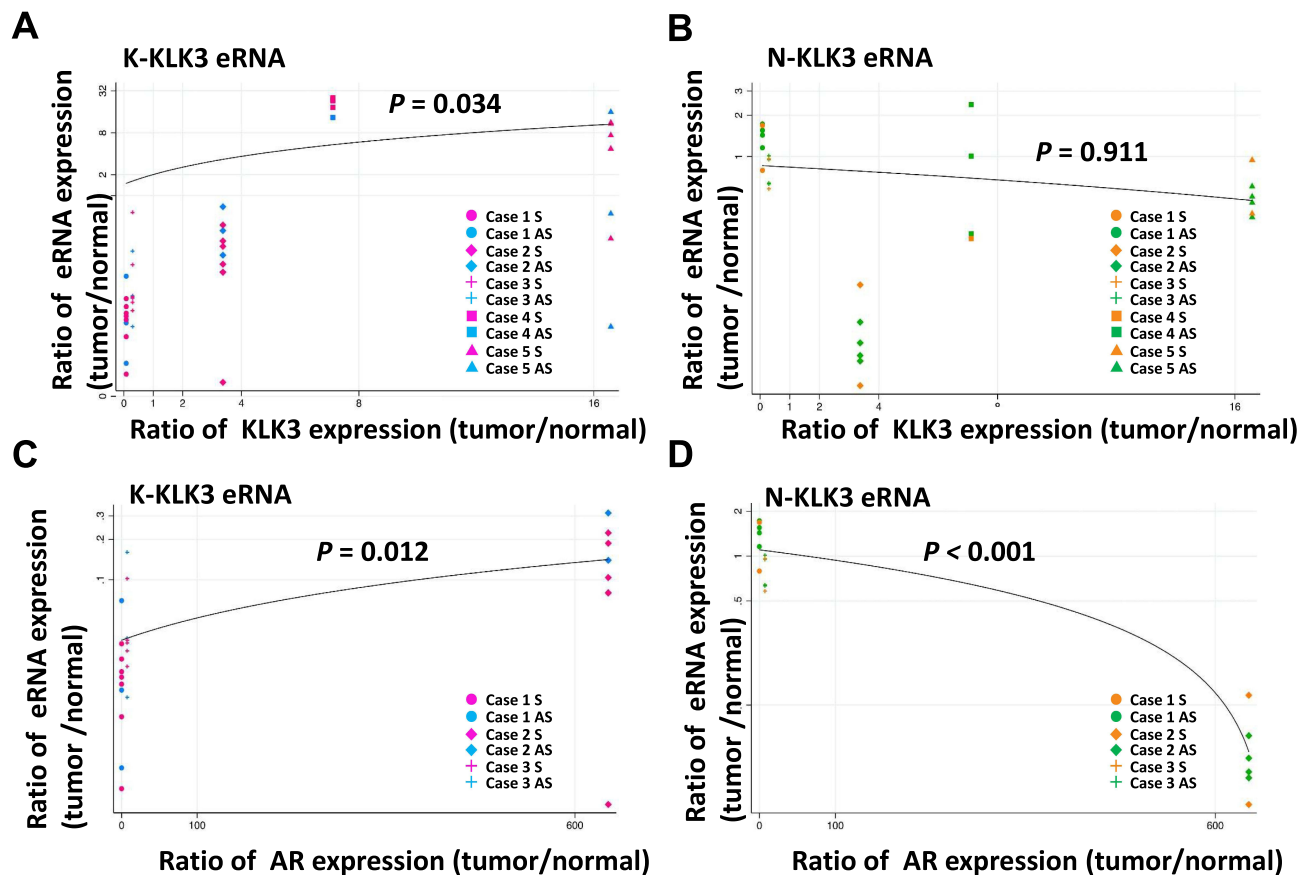 A
K-KLK3 eRNA
Ratio of eRNA expression
(tumor/normal)
32
8
2
0
P = 0.034
Case 1 S
Case 1 AS
Case 2 S
Case 2 AS
Case 3 S
Case 3 AS
Case 4 S
Case 4 AS
Case 5 S
Case 5 AS
0 1 2 4 8 16
Ratio of KLK3 expression (tumor/normal)
B
N-KLK3 eRNA
Ratio of eRNA expression
(tumor /normal)
3
2
1
P = 0.911
Case 1 S
Case 1 AS
Case 2 S
Case 2 AS
Case 3 S
Case 3 AS
Case 4 S
Case 4 AS
Case 5 S
Case 5 AS
0 1 2 4 16
Ratio of KLK3 expression (tumor/normal)
C
K-KLK3 eRNA
Ratio of eRNA expression
(tumor /normal)
.3
.2
.1
P = 0.012
Case 1 S
Case 1 AS
Case 2 S
Case 2 AS
Case 3 S
Case 3 AS
0 100 600
Ratio of AR expression (tumor/normal)
D
N-KLK3 eRNA
Ratio of eRNA expression
(tumor /normal)
2
1
.5
P < 0.001
Case 1 S
Case 1 AS
Case 2 S
Case 2 AS
Case 3 S
Case 3 AS
0 100 600
Ratio of AR expression (tumor/normal)